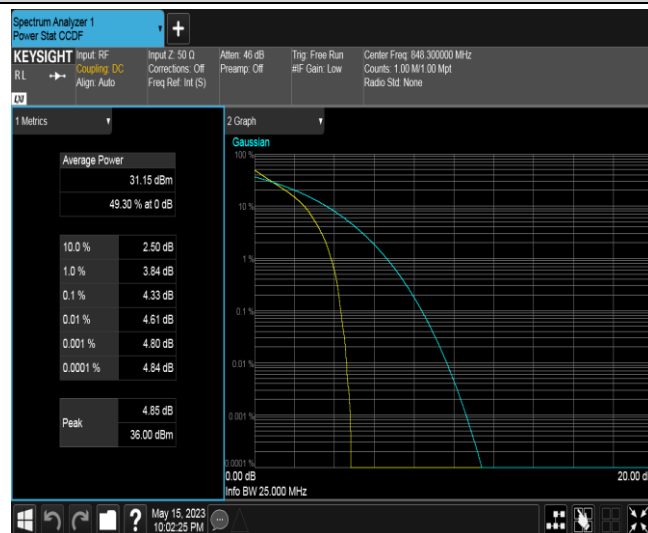 Spectrum Analyzer 1
Power Stat CCDF
+
KEYSIGHT Input: RF Input Z: 50 Ω Atten: 46 dB Trig: Free Run Center Freq: 848.300000 MHz
RL Coupling: DC Corrections: Off Preamp: Off #IF Gain: Low Counts: 1.00 M/1.00 Mpt
Align: Auto Freq Ref: Int (S) Radio Std: None
LXI
1 Metrics
Average Power
31.15 dBm
49.30 % at 0 dB
10.0 % 2.50 dB
1.0 % 3.84 dB
0.1 % 4.33 dB
0.01 % 4.61 dB
0.001 % 4.80 dB
0.0001 % 4.84 dB
Peak 4.85 dB
36.00 dBm
2 Graph
Gaussian
100 %
10 %
1 %
0.1 %
0.01 %
0.001 %
0.0001 %
0.00 dB 20.00 d
Info BW 25.000 MHz
? May 15, 2023
10:02:25 PM